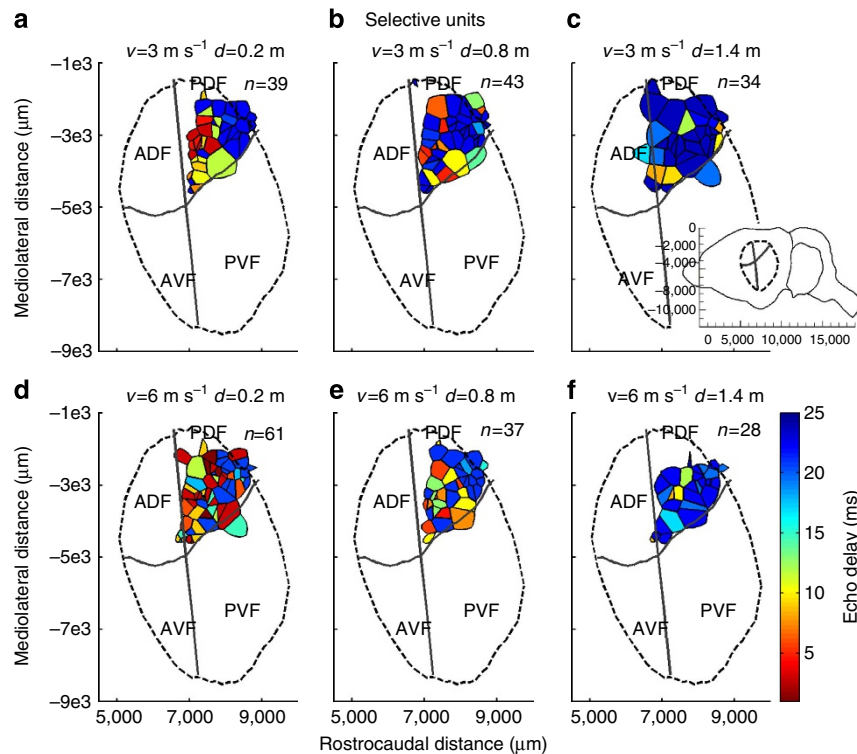 Selective units
a
v=3 m s⁻¹ d=0.2 m
b
v=3 m s⁻¹ d=0.8 m
c
v=3 m s⁻¹ d=1.4 m
Mediolateral distance (µm)
−1e3
−3e3
−5e3
−7e3
−9e3
PDF n=39
ADF
AVF
PVF
PDF n=43
ADF
AVF
PVF
PDF n=34
ADF
AVF
0
−2,000
−4,000
−6,000
−8,000
−10,000
0 5,000 10,000 15,000
d
v=6 m s⁻¹ d=0.2 m
e
v=6 m s⁻¹ d=0.8 m
f
v=6 m s⁻¹ d=1.4 m
Mediolateral distance (µm)
−1e3
−3e3
−5e3
−7e3
−9e3
PDF n=61
ADF
AVF
PVF
PDF n=37
ADF
AVF
PVF
PDF n=28
ADF
AVF
PVF
5,000 7,000 9,000
5,000 7,000 9,000
5,000 7,000 9,000
Rostrocaudal distance (µm)
25
20
15
10
5
Echo delay (ms)